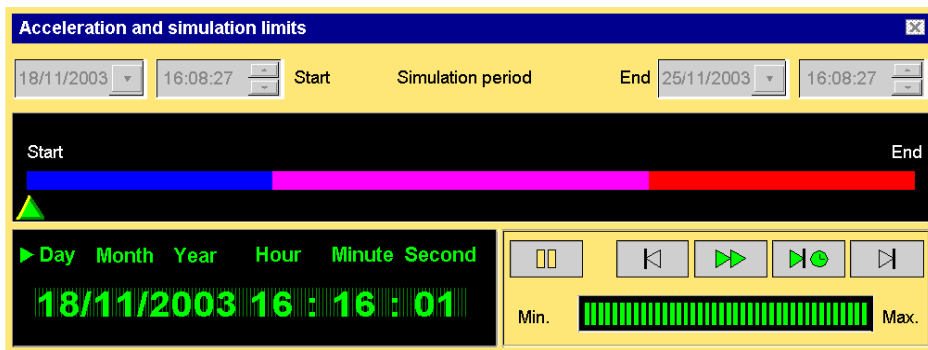 Acceleration and simulation limits
18/11/2003 16:08:27 Start Simulation period End 25/11/2003 16:08:27
Start End
Day Month Year Hour Minute Second
18/11/2003 16 : 16 : 01
Min. Max.